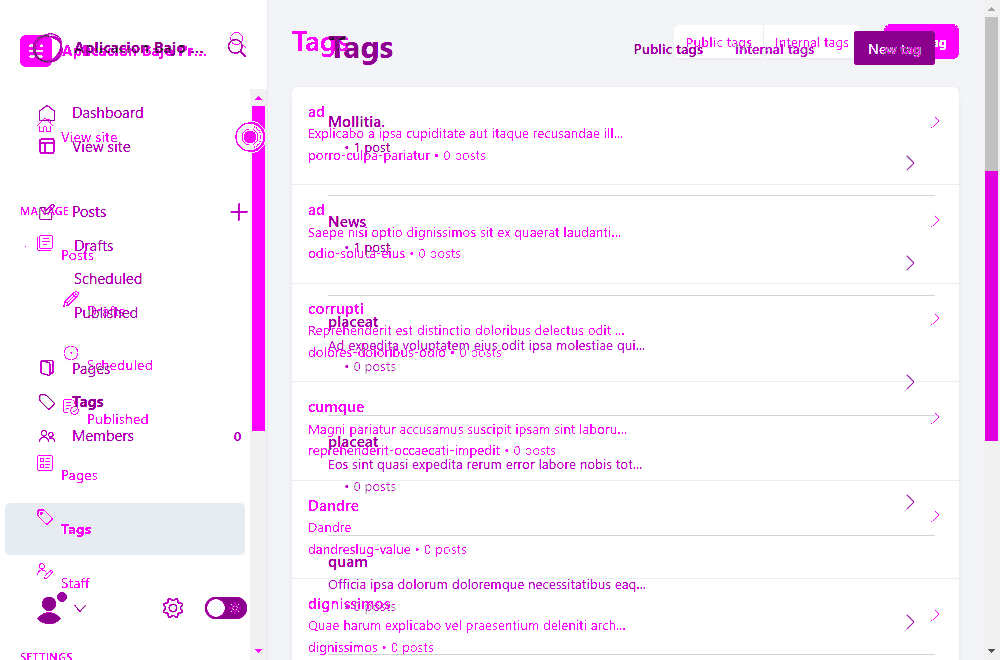 Aplicacion Bajo Pr...
Aplicacion Bajo ...
Dashboard
View site
View site
MANAGE
Posts
Drafts
Posts
Scheduled
Drafts
Published
Scheduled
Pages
Tags
Published
Members 0
Pages
Tags
Staff
SETTINGS
Tags
Tags
Public tags Internal tags
Public tags Internal tags New tag
ad
Mollitia.
Explicabo a ipsa cupiditate aut itaque recusandae ill...
• 1 post
porro-culpa-pariatur • 0 posts
ad
News
Saepe nisi optio dignissimos sit ex quaerat laudanti...
• 1 post
odio-soluta-eius • 0 posts
corrupti
placeat
Reprehenderit est distinctio doloribus delectus odit ...
Ad expedita voluptatem eius odit ipsa molestiae qui...
dolores-doloribus-odio • 0 posts
• 0 posts
cumque
Magni pariatur accusamus suscipit ipsam sint laboru...
placeat
reprehenderit-occaecati-impedit • 0 posts
Eos sint quasi expedita rerum error labore nobis tot...
• 0 posts
Dandre
Dandre
dandreslug-value • 0 posts
quam
Officia ipsa dolorum doloremque necessitatibus eaq...
dignissimos
• 0 posts
Quae harum explicabo vel praesentium deleniti arch...
dignissimos • 0 posts